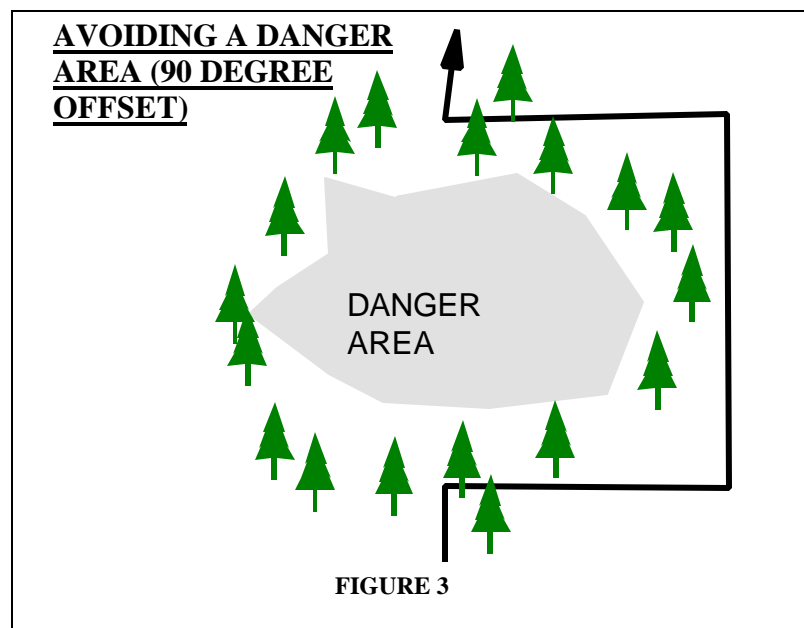 AVOIDING A DANGER
AREA (90 DEGREE
OFFSET)
DANGER
AREA
FIGURE 3